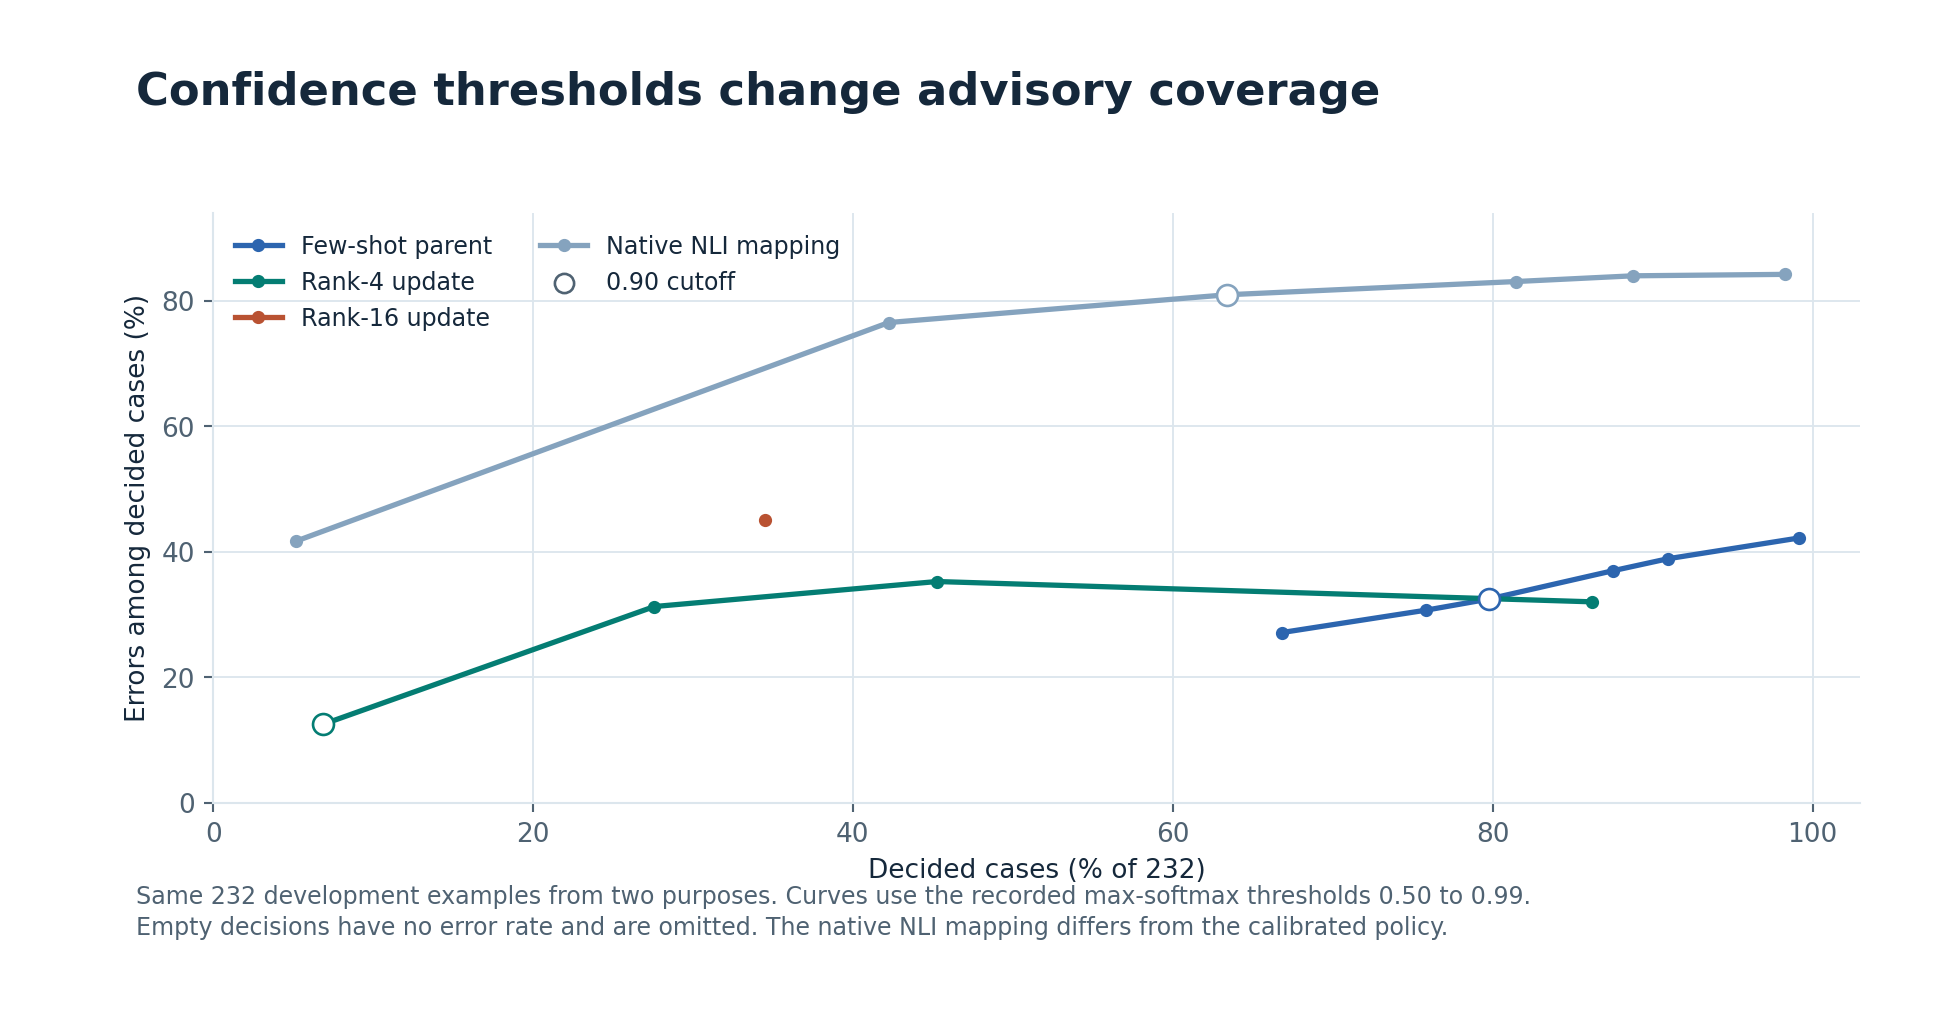 Confidence thresholds change advisory coverage
Few-shot parent
Rank-4 update
Rank-16 update
Native NLI mapping
0.90 cutoff
Errors among decided cases (%)
80
60
40
20
0
0 20 40 60 80 100
Decided cases (% of 232)
Same 232 development examples from two purposes. Curves use the recorded max-softmax thresholds 0.50 to 0.99.
Empty decisions have no error rate and are omitted. The native NLI mapping differs from the calibrated policy.